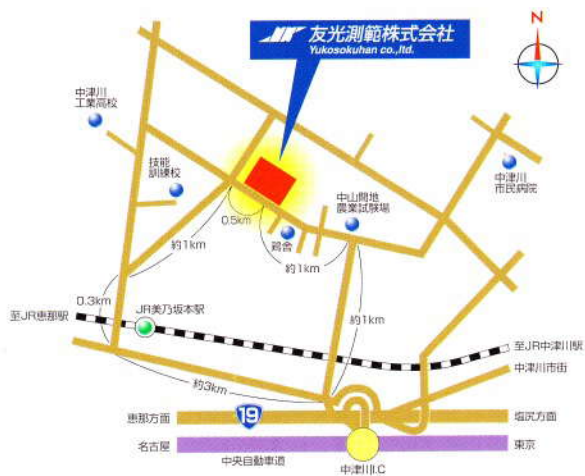 友光測範株式会社
Yukosokuhan co.,ltd.
N
中津川
工業高校
技能
訓練校
中津川
市民病院
中山間地
農業試験場
0.5km
鶏舎
約1km
約1km
0.3km
JR美乃坂本駅
約1km
至JR恵那駅
至JR中津川駅
中津川市街
約3km
恵那方面
19
塩尻方面
名古屋
中央自動車道
中津川I.C
東京